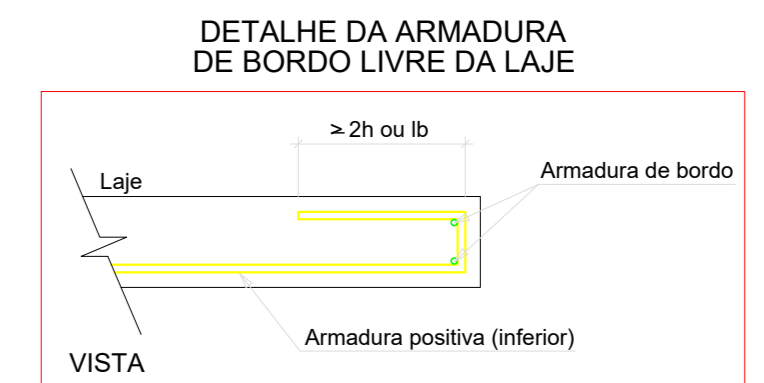 DETALHE DA ARMADURA
DE BORDO LIVRE DA LAJE
≥ 2h ou lb
Armadura de bordo
Laje
Armadura positiva (inferior)
VISTA